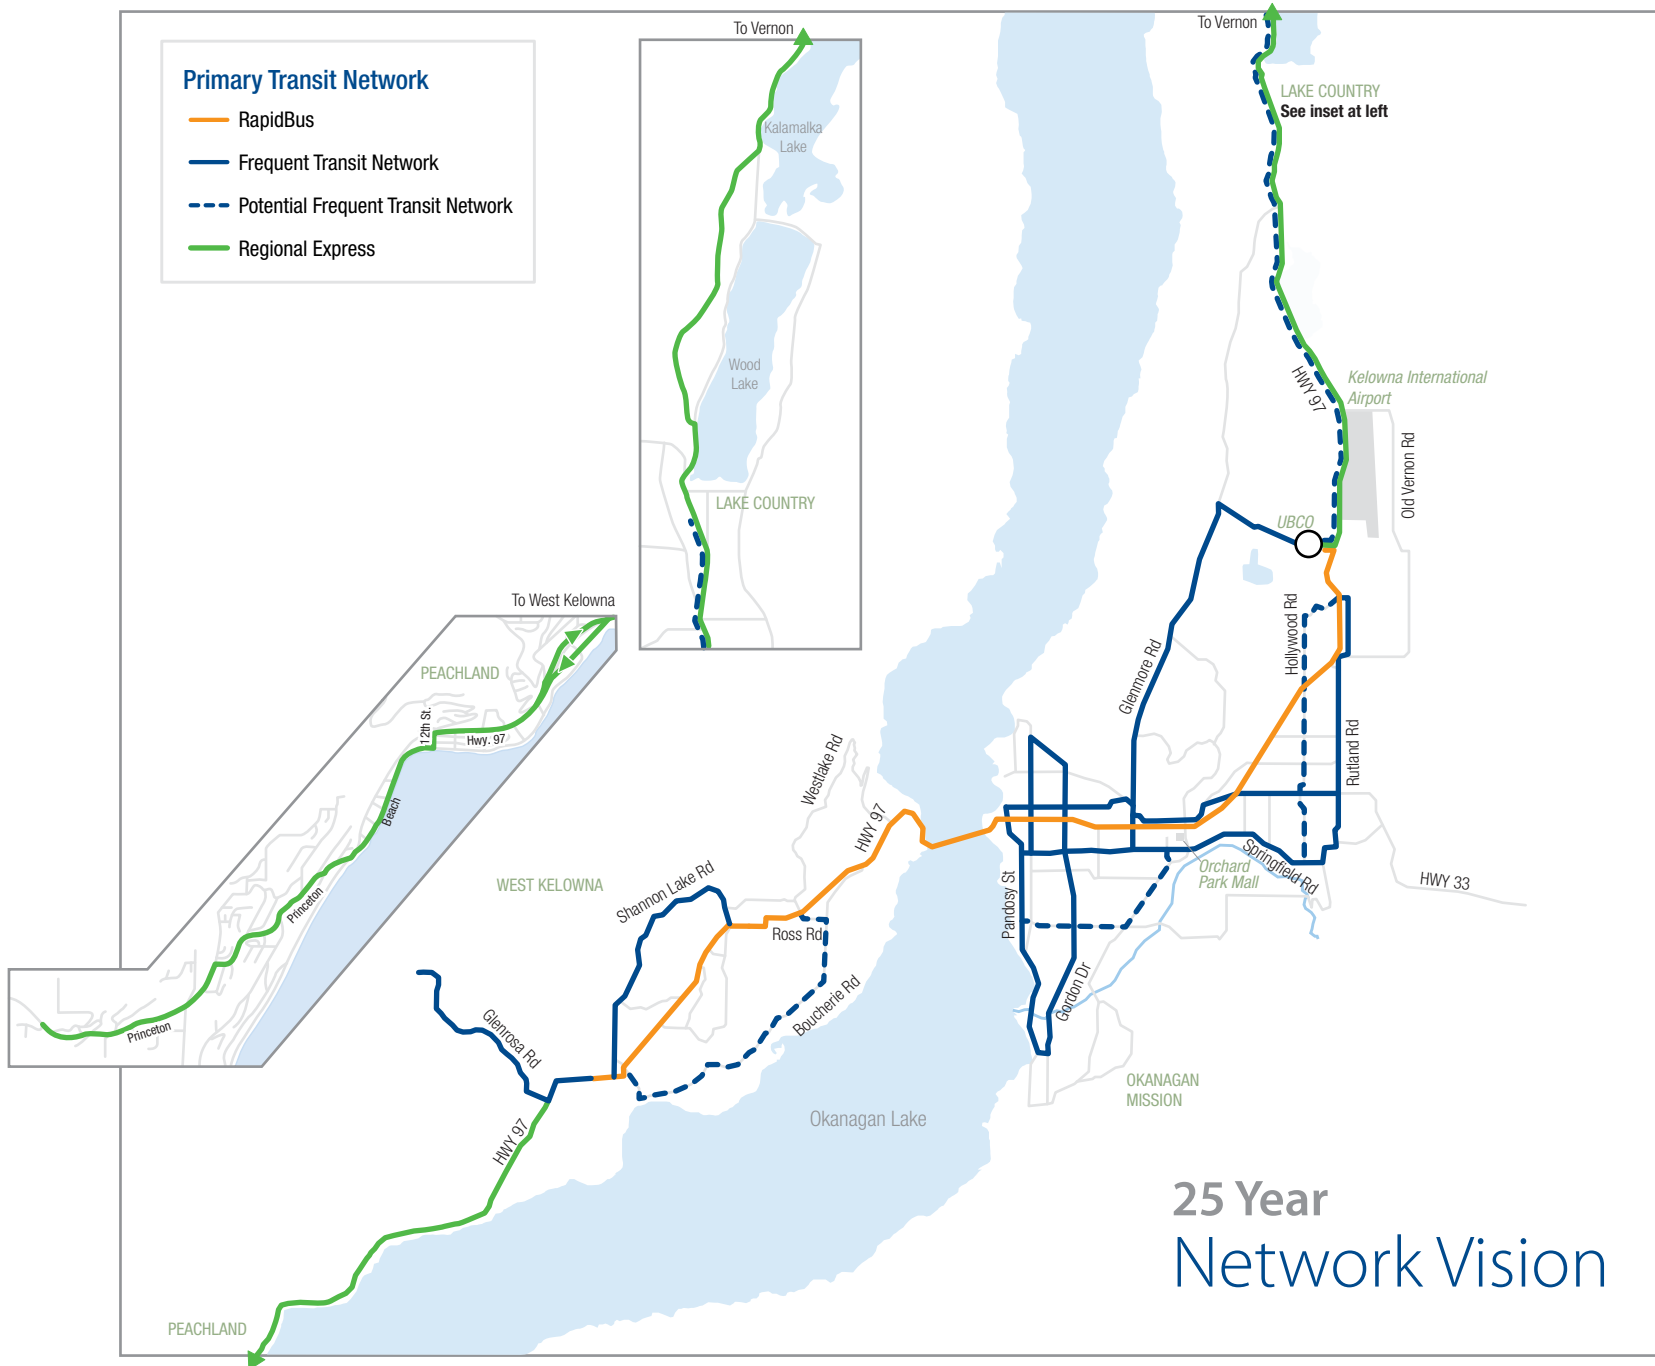 Primary Transit Network
RapidBus
Frequent Transit Network
Potential Frequent Transit Network
Regional Express
To Vernon
Kalamalka
Lake
Wood
Lake
LAKE COUNTRY
To Vernon
LAKE COUNTRY
See inset at left
HWY 97
Kelowna International
Airport
Old Vernon Rd
UBCO
Hollywood Rd
Glenmore Rd
Rutland Rd
To West Kelowna
PEACHLAND
12th St.
Hwy. 97
Beach
Princeton
Princeton
Westlake Rd
HWY 97
WEST KELOWNA
Shannon Lake Rd
Ross Rd
Boucherie Rd
Glenrosa Rd
HWY 97
PEACHLAND
Pandosy St
Gordon Dr
Orchard
Park Mall
Springfield Rd
HWY 33
OKANAGAN
MISSION
Okanagan Lake
25 Year
Network Vision